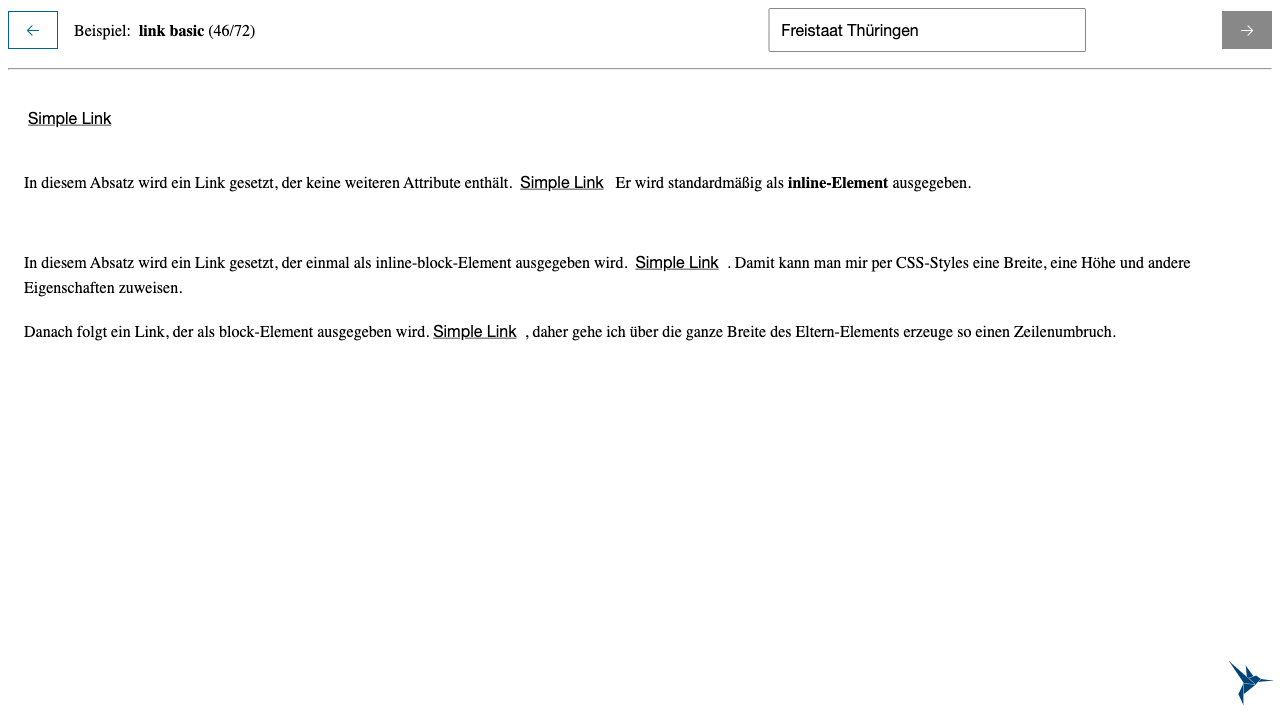 Beispiel: link basic (46/72)
Freistaat Thüringen
Simple Link
In diesem Absatz wird ein Link gesetzt, der keine weiteren Attribute enthält. Simple Link Er wird standardmäßig als inline-Element ausgegeben.
In diesem Absatz wird ein Link gesetzt, der einmal als inline-block-Element ausgegeben wird. Simple Link . Damit kann man mir per CSS-Styles eine Breite, eine Höhe und andere
Eigenschaften zuweisen.
Danach folgt ein Link, der als block-Element ausgegeben wird. Simple Link , daher gehe ich über die ganze Breite des Eltern-Elements erzeuge so einen Zeilenumbruch.